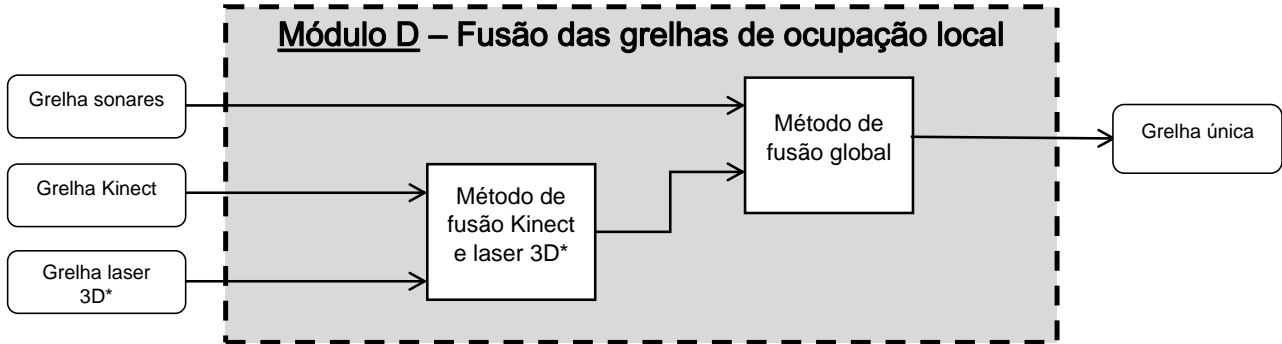 Módulo D – Fusão das grelhas de ocupação local
Grelha sonares
Grelha Kinect
Grelha laser
3D*
Método de
fusão Kinect
e laser 3D*
Método de
fusão global
Grelha única